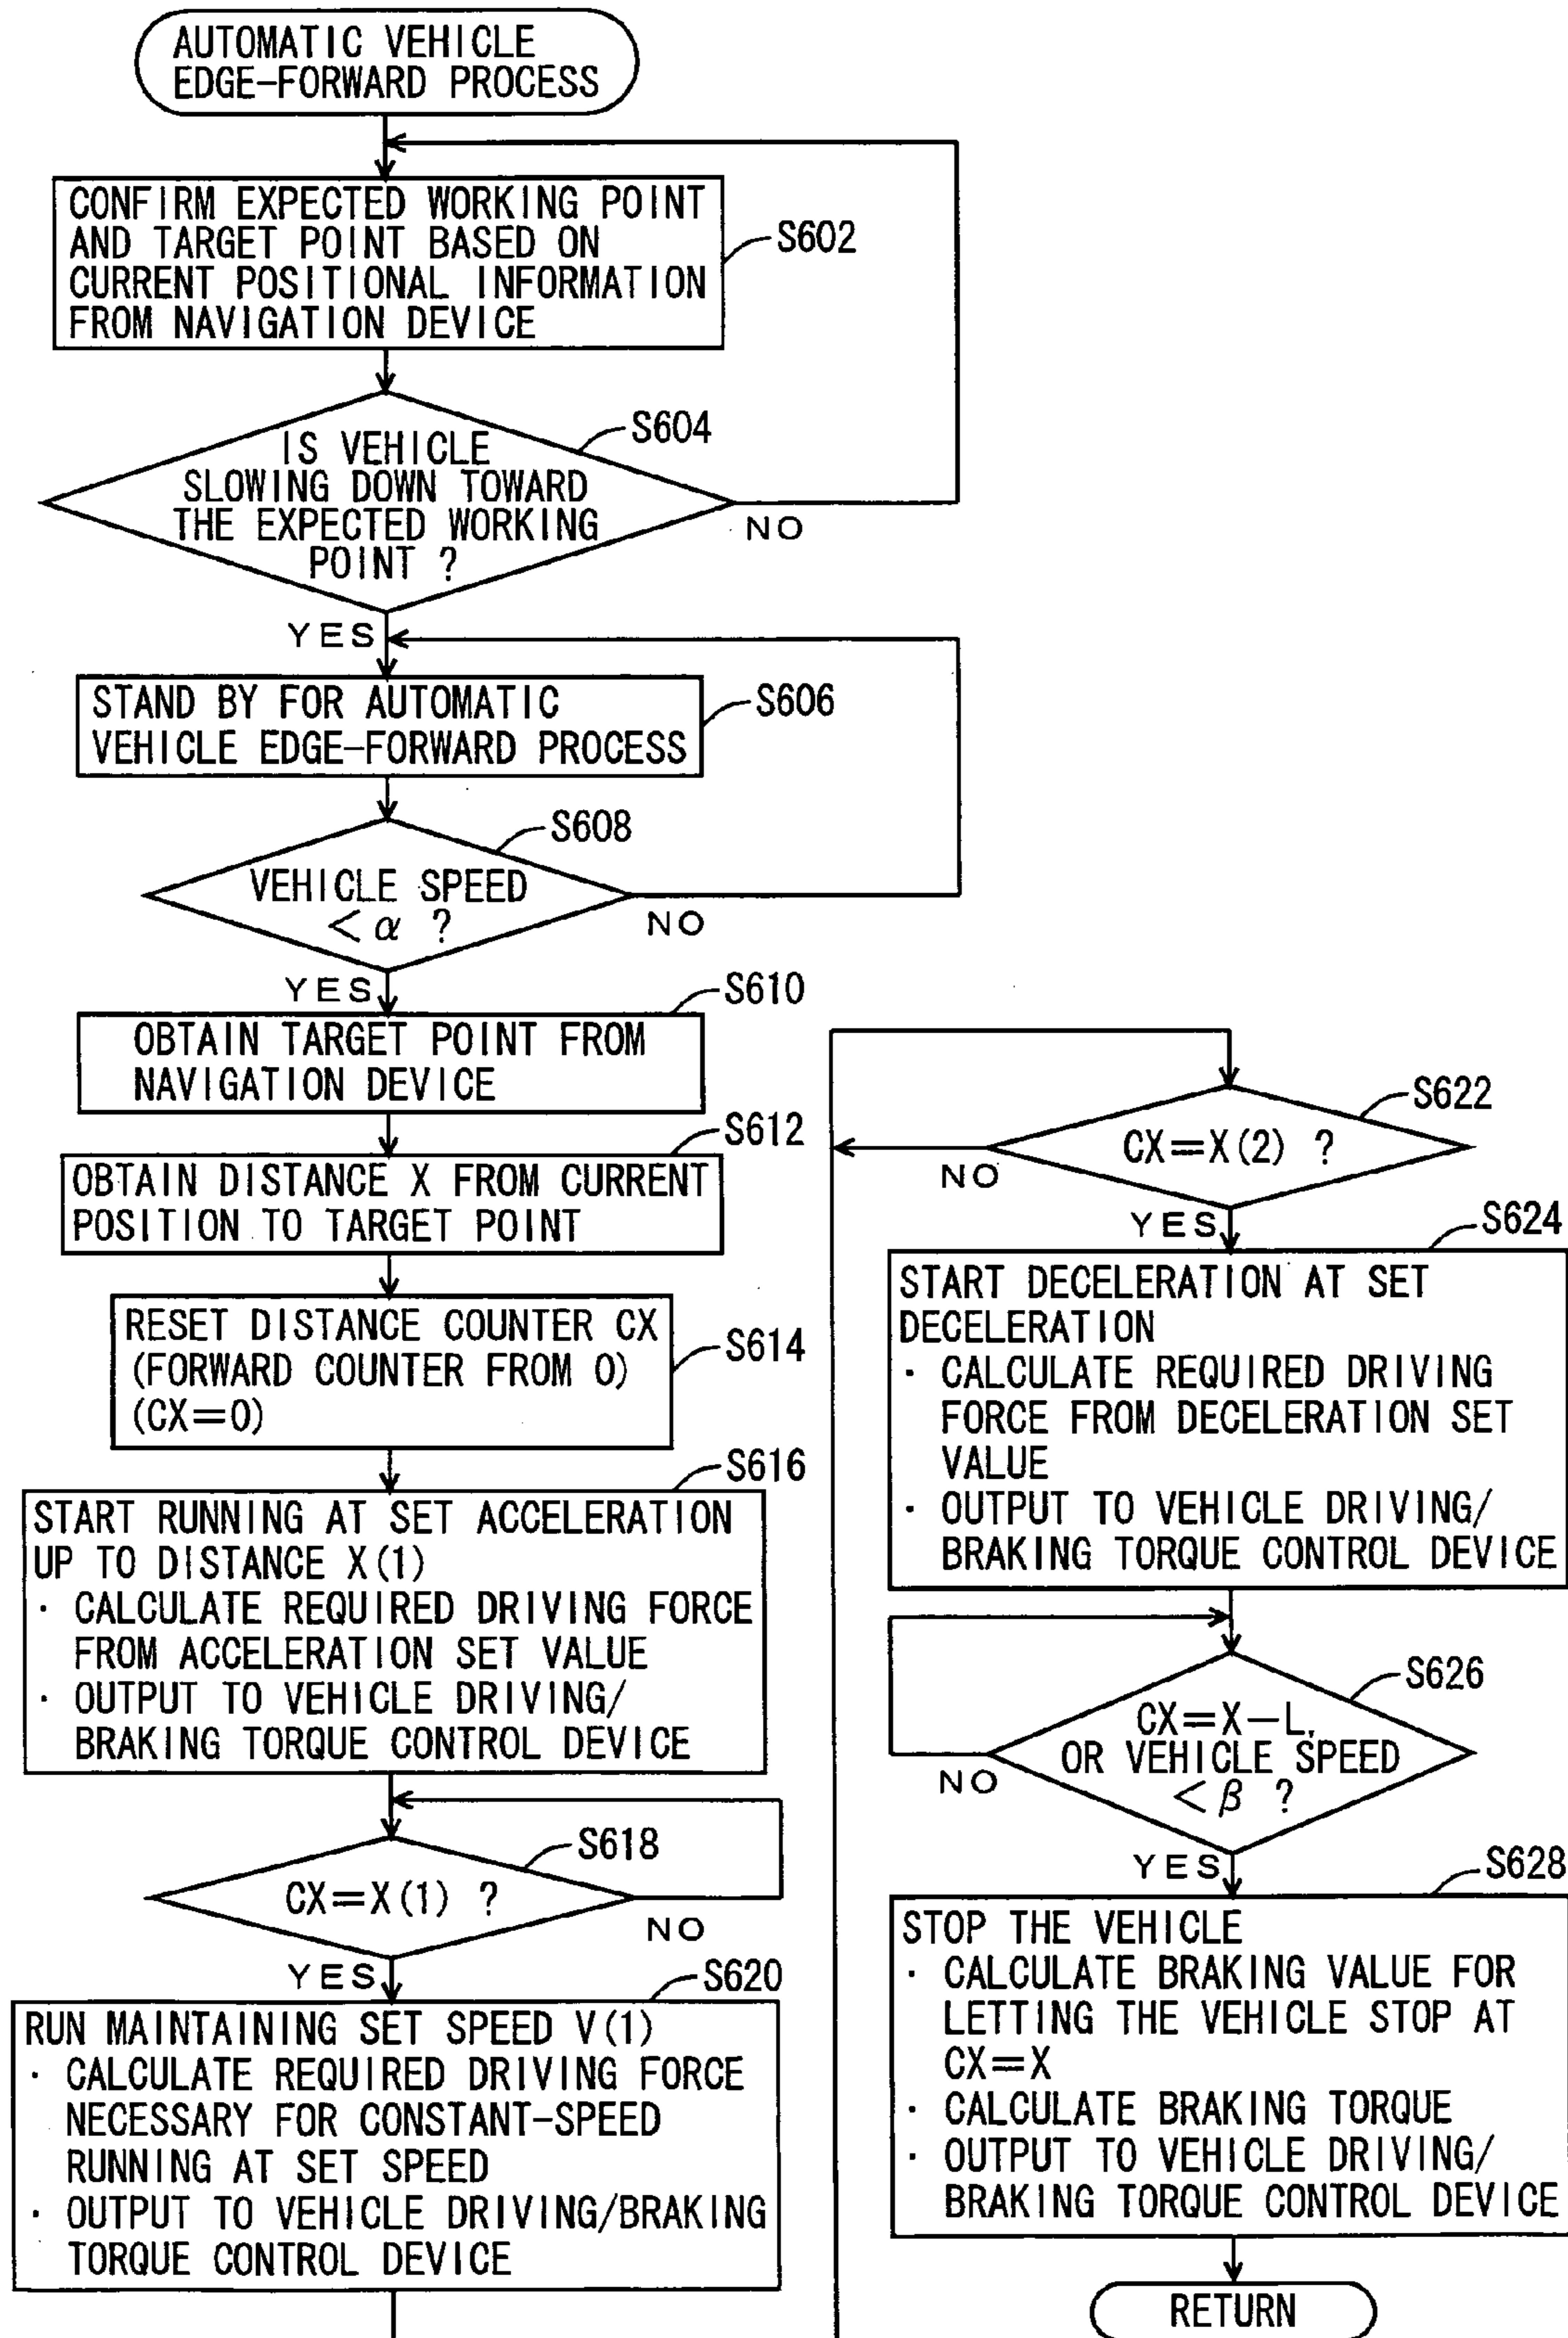 AUTOMATIC VEHICLE
EDGE-FORWARD PROCESS
CONFIRM EXPECTED WORKING POINT
AND TARGET POINT BASED ON
CURRENT POSITIONAL INFORMATION
FROM NAVIGATION DEVICE
S602
IS VEHICLE
SLOWING DOWN TOWARD
THE EXPECTED WORKING
POINT ?
S604
NO
YES
STAND BY FOR AUTOMATIC
VEHICLE EDGE-FORWARD PROCESS
S606
VEHICLE SPEED
< α ?
S608
NO
YES
S610
OBTAIN TARGET POINT FROM
NAVIGATION DEVICE
S612
OBTAIN DISTANCE X FROM CURRENT
POSITION TO TARGET POINT
RESET DISTANCE COUNTER CX
(FORWARD COUNTER FROM 0)
(CX=0)
S614
S616
START RUNNING AT SET ACCELERATION
UP TO DISTANCE X(1)
· CALCULATE REQUIRED DRIVING FORCE
FROM ACCELERATION SET VALUE
· OUTPUT TO VEHICLE DRIVING/
BRAKING TORQUE CONTROL DEVICE
S618
CX=X(1) ?
NO
YES
S620
RUN MAINTAINING SET SPEED V(1)
· CALCULATE REQUIRED DRIVING FORCE
NECESSARY FOR CONSTANT-SPEED
RUNNING AT SET SPEED
· OUTPUT TO VEHICLE DRIVING/BRAKING
TORQUE CONTROL DEVICE
S622
CX=X(2) ?
NO
YES
S624
START DECELERATION AT SET
DECELERATION
· CALCULATE REQUIRED DRIVING
FORCE FROM DECELERATION SET
VALUE
· OUTPUT TO VEHICLE DRIVING/
BRAKING TORQUE CONTROL DEVICE
S626
CX=X-L,
OR VEHICLE SPEED
< β ?
NO
YES
S628
STOP THE VEHICLE
· CALCULATE BRAKING VALUE FOR
LETTING THE VEHICLE STOP AT
CX=X
· CALCULATE BRAKING TORQUE
· OUTPUT TO VEHICLE DRIVING/
BRAKING TORQUE CONTROL DEVICE
RETURN